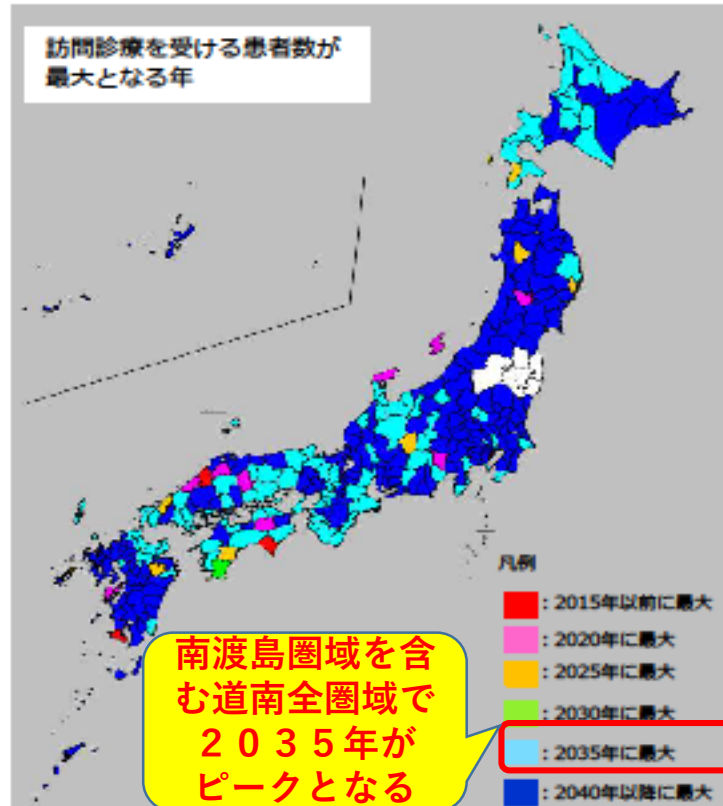 訪問診療を受ける患者数が
最大となる年
凡例
: 2015年以前に最大
: 2020年に最大
: 2025年に最大
: 2030年に最大
: 2035年に最大
: 2040年以降に最大
南渡島圏域を含
む道南全圏域で
２０３５年が
ピークとなる